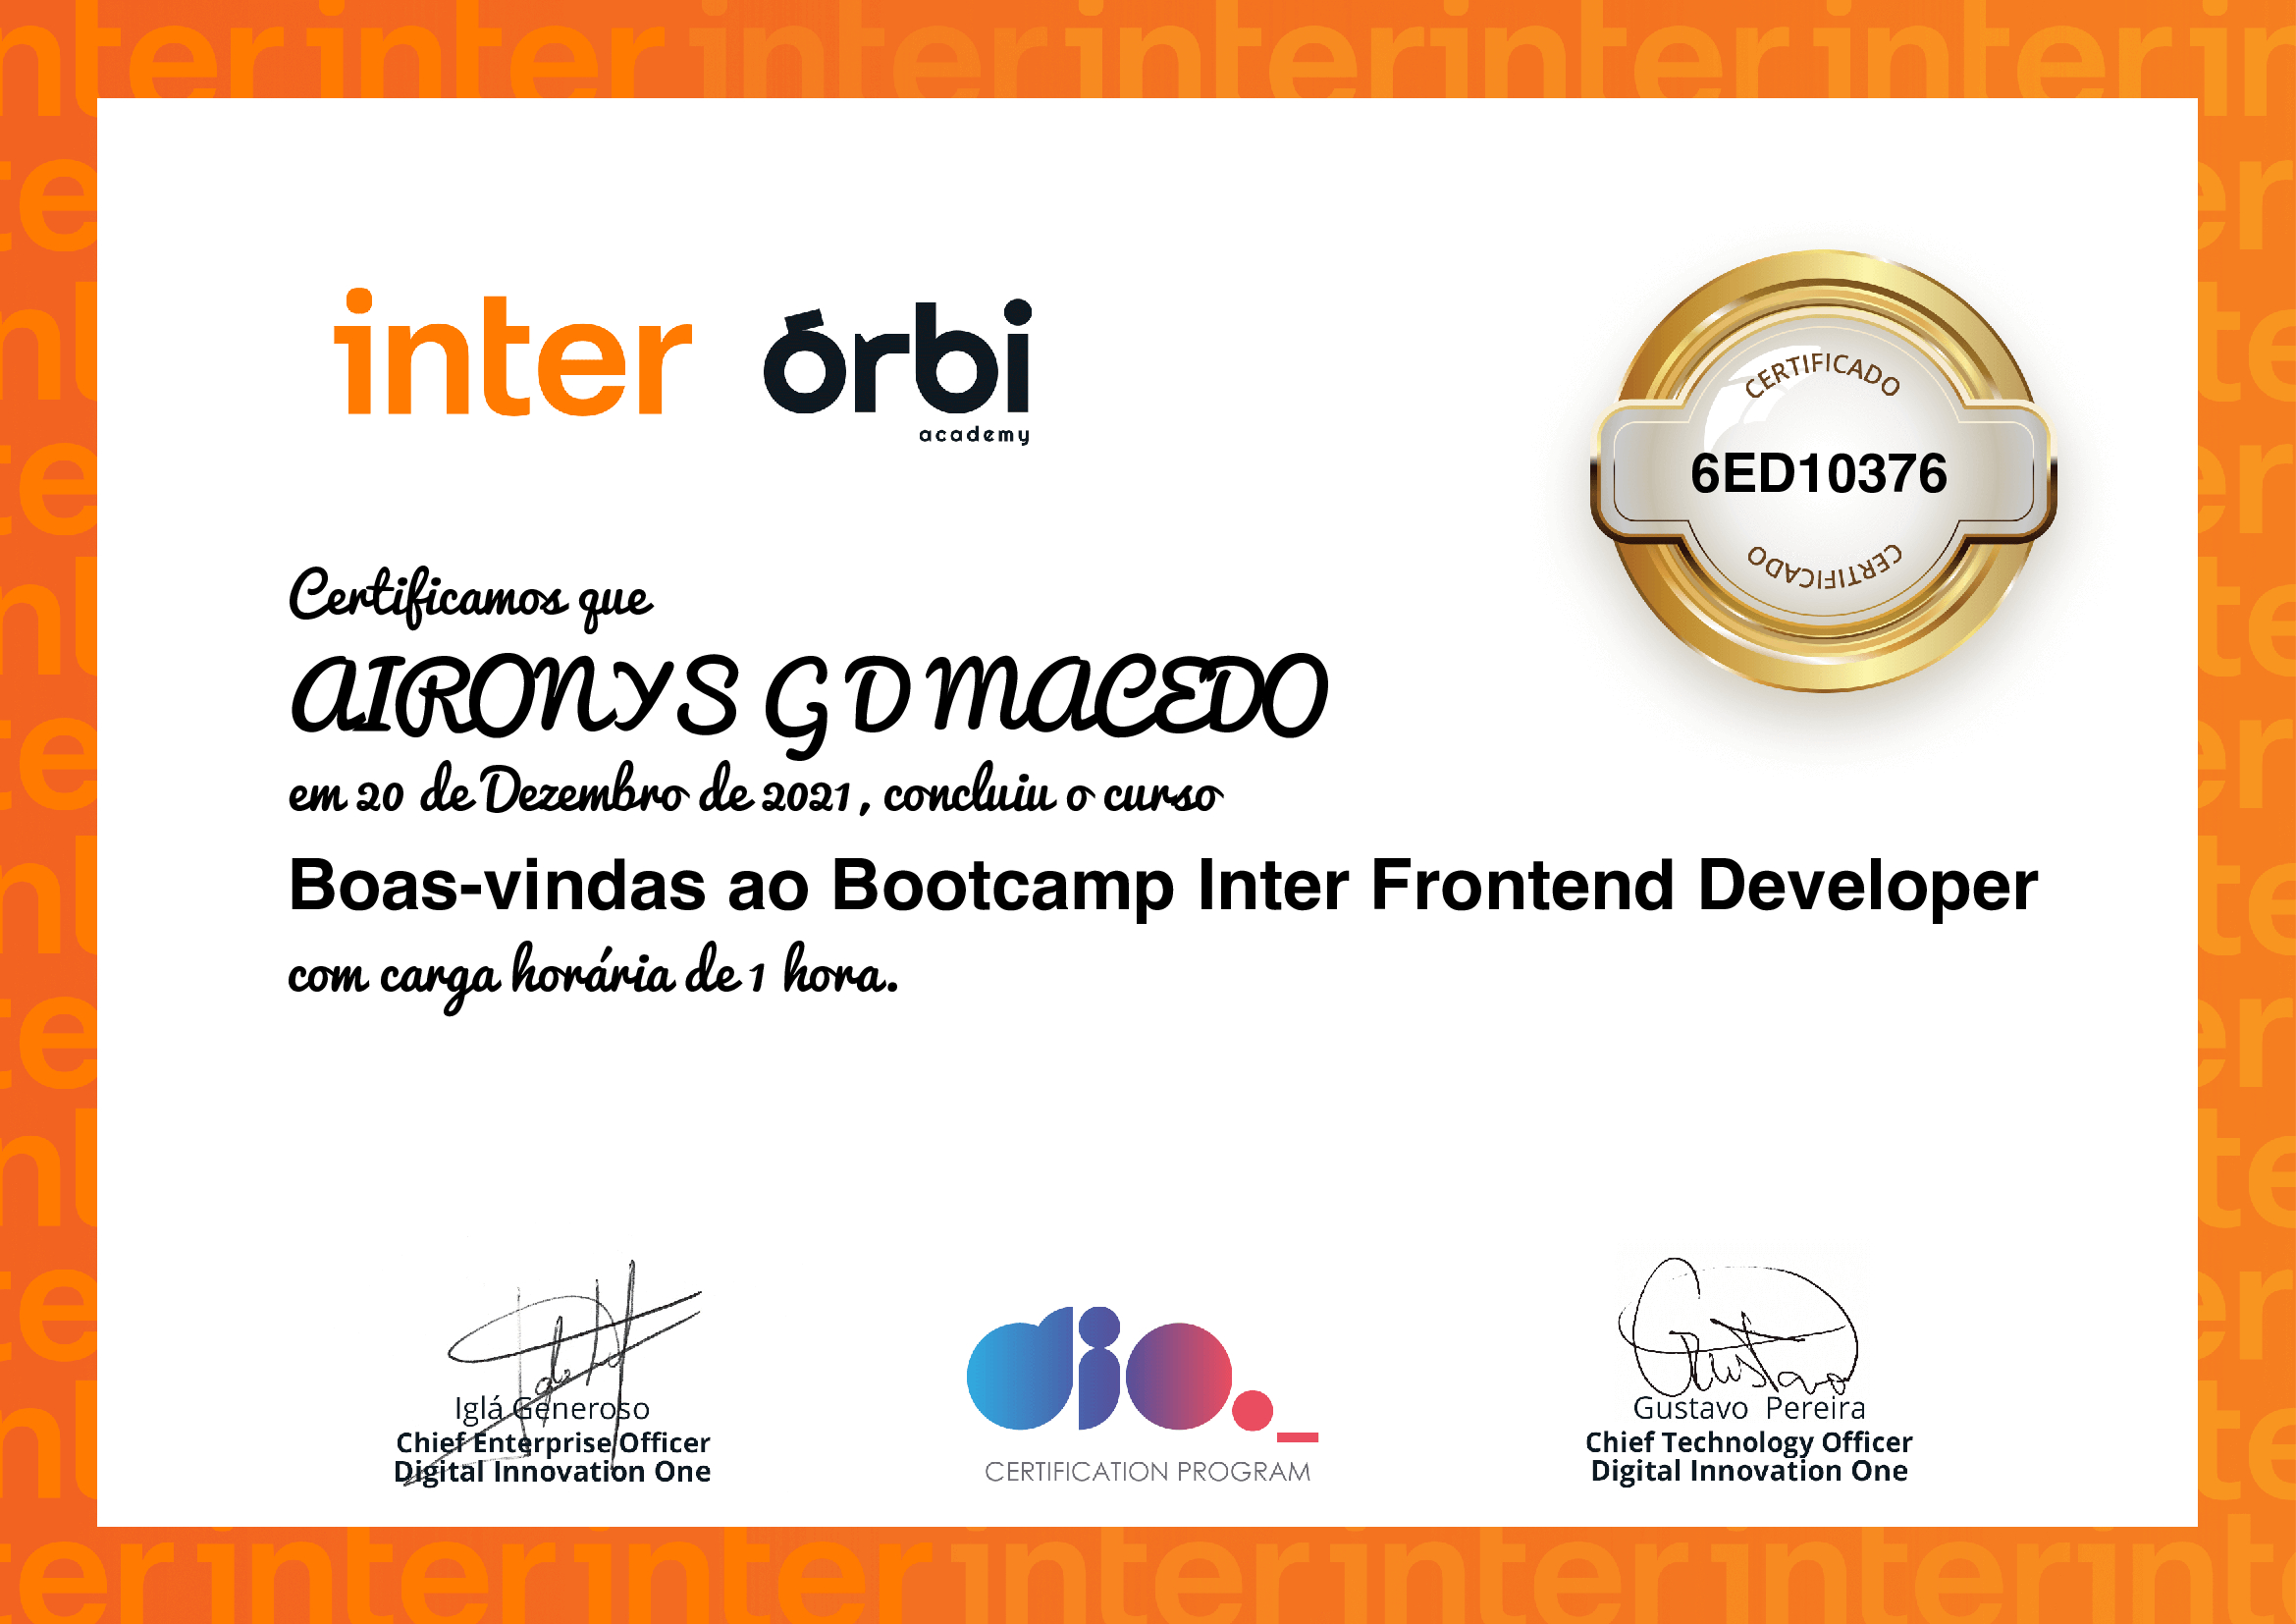 inter órbi
academy
CERTIFICADO
6ED10376
CERTIFICADO
Certificamos que
AIRONYS G D MACEDO
em 20 de Dezembro de 2021, concluiu o curso
Boas-vindas ao Bootcamp Inter Frontend Developer
com carga horária de 1 hora.
Iglá Generoso
Chief Enterprise Officer
Digital Innovation One
dio._
CERTIFICATION PROGRAM
Gustavo
Gustavo Pereira
Chief Technology Officer
Digital Innovation One